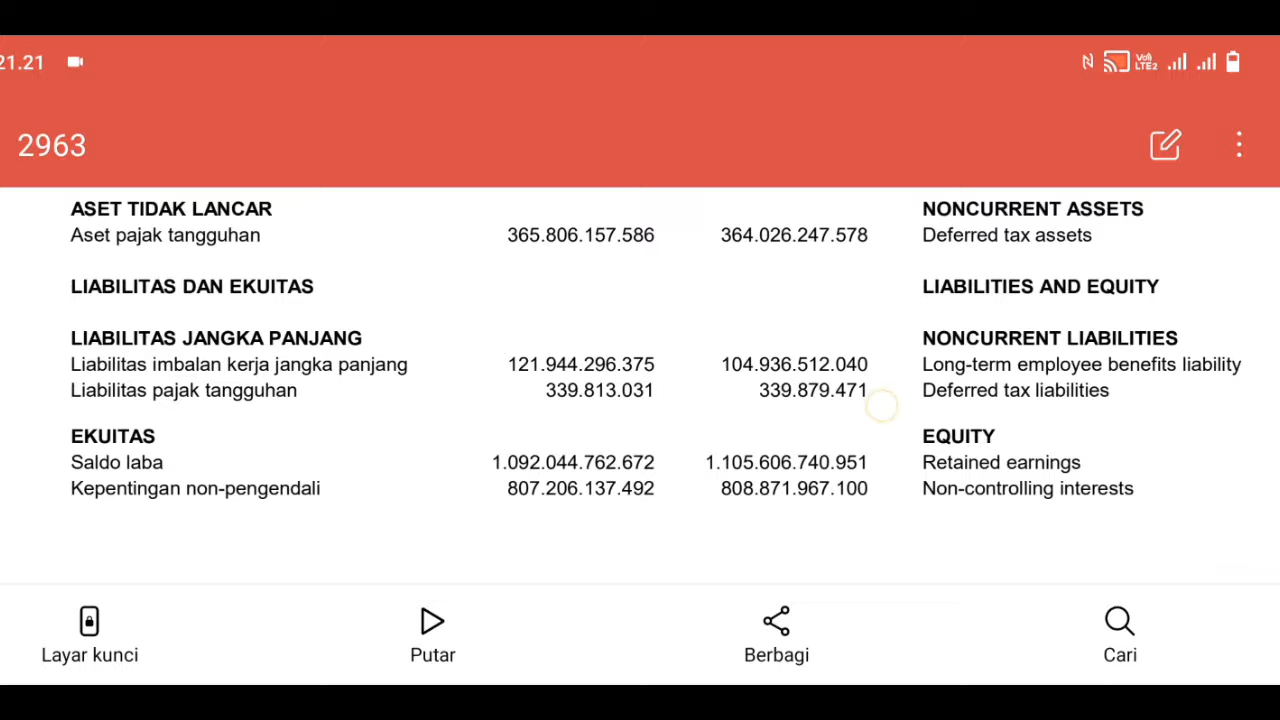 21.21
Vo))
LTE2
2963
ASET TIDAK LANCAR NONCURRENT ASSETS
Aset pajak tangguhan 365.806.157.586 364.026.247.578 Deferred tax assets
LIABILITAS DAN EKUITAS LIABILITIES AND EQUITY
LIABILITAS JANGKA PANJANG NONCURRENT LIABILITIES
Liabilitas imbalan kerja jangka panjang 121.944.296.375 104.936.512.040 Long-term employee benefits liability
Liabilitas pajak tangguhan 339.813.031 339.879.471 Deferred tax liabilities
EKUITAS EQUITY
Saldo laba 1.092.044.762.672 1.105.606.740.951 Retained earnings
Kepentingan non-pengendali 807.206.137.492 808.871.967.100 Non-controlling interests
Layar kunci Putar Berbagi Cari